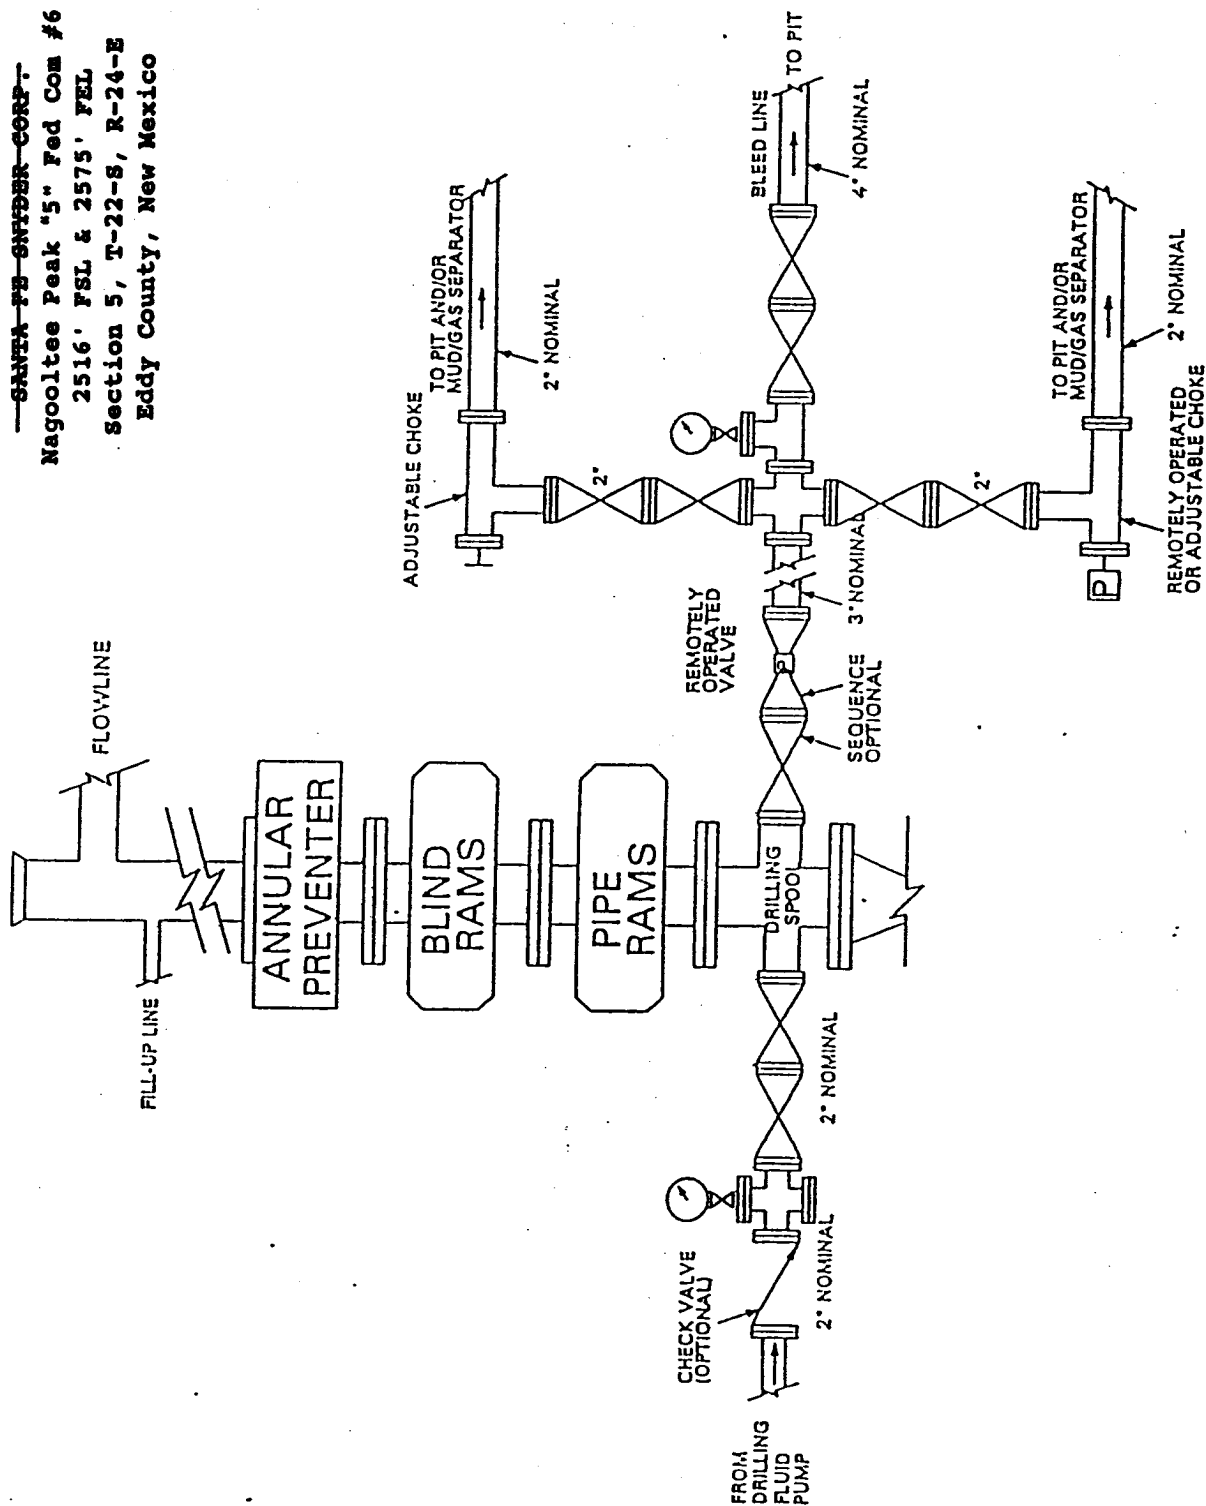 SANTA FE SNYDER CORP.
Nagooltee Peak "5" Fed Com #6
2516' FSL & 2575' FEL
Section 5, T-22-S, R-24-E
Eddy County, New Mexico
FILL-UP LINE
FLOWLINE
ANNULAR
PREVENTER
BLIND
RAMS
PIPE
RAMS
DRILLING
SPOOL
ADJUSTABLE CHOKE
TO PIT AND/OR
MUD/GAS SEPARATOR
2" NOMINAL
2"
BLEED LINE
TO PIT
4" NOMINAL
REMOTELY
OPERATED
VALVE
P
3" NOMINAL
SEQUENCE
OPTIONAL
2"
TO PIT AND/OR
MUD/GAS SEPARATOR
2" NOMINAL
P
REMOTELY OPERATED
OR ADJUSTABLE CHOKE
CHECK VALVE
(OPTIONAL)
2" NOMINAL
2" NOMINAL
FROM
DRILLING
FLUID
PUMP